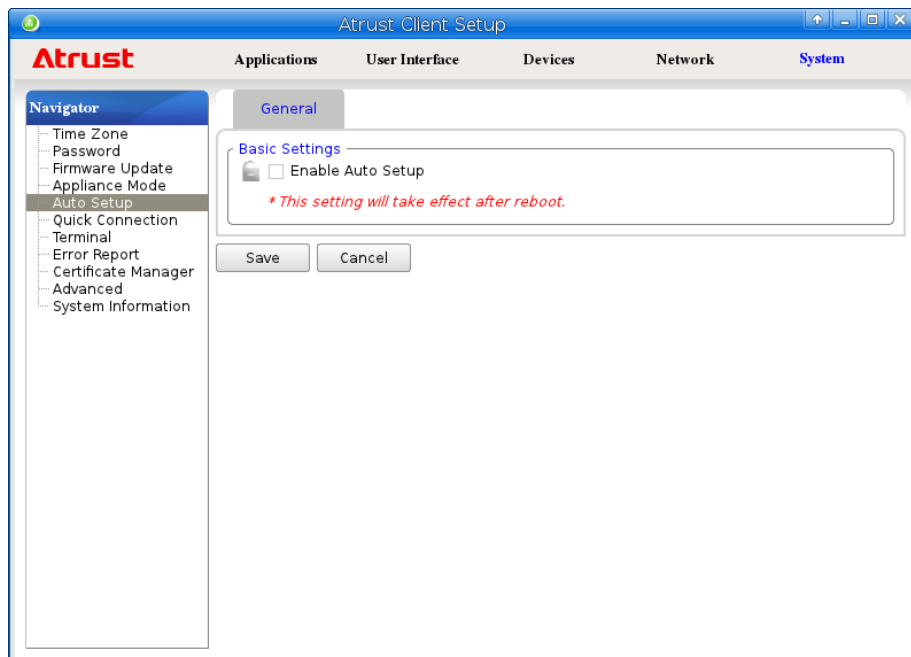 Atrust Client Setup
Atrust
Applications User Interface Devices Network System
Navigator
Time Zone
Password
Firmware Update
Appliance Mode
Auto Setup
Quick Connection
Terminal
Error Report
Certificate Manager
Advanced
System Information
General
Basic Settings
Enable Auto Setup
* This setting will take effect after reboot.
Save Cancel